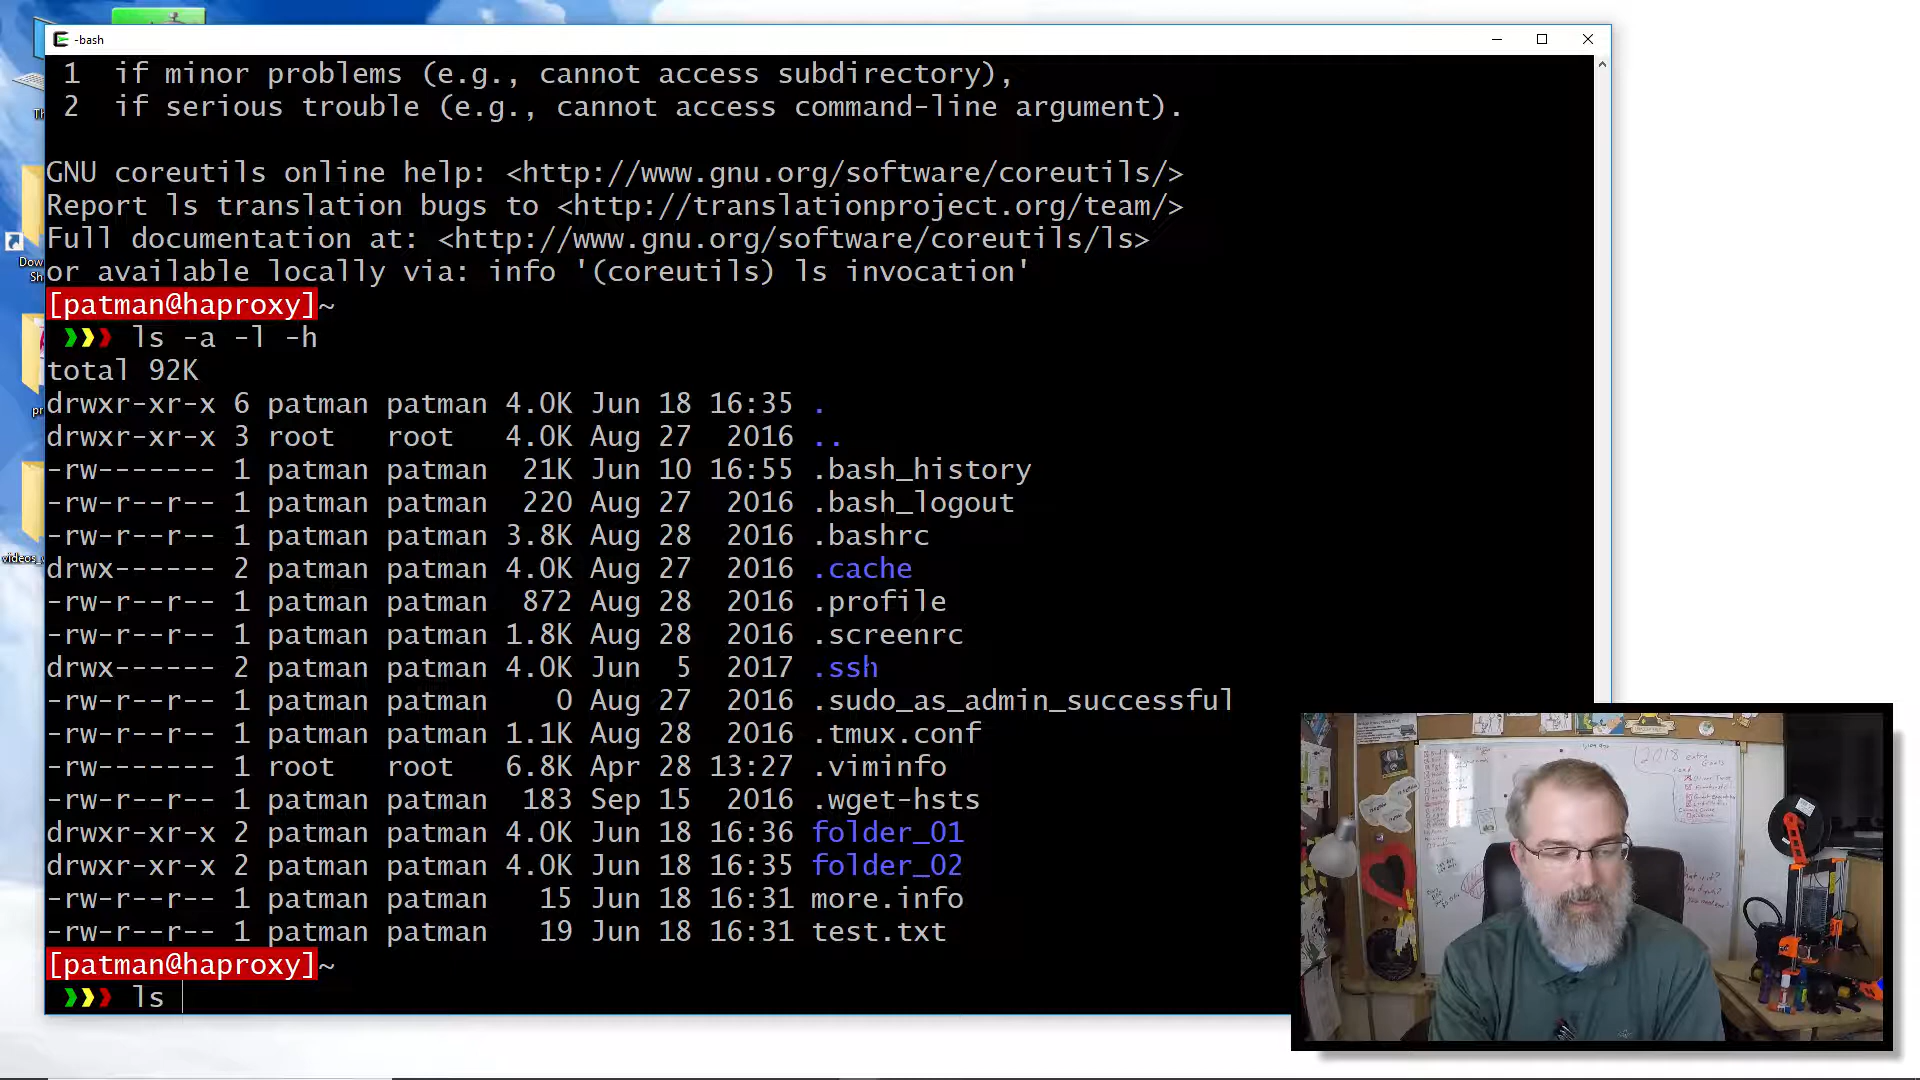 -bash
1  if minor problems (e.g., cannot access subdirectory),
2  if serious trouble (e.g., cannot access command-line argument).
GNU coreutils online help: <http://www.gnu.org/software/coreutils/>
Report ls translation bugs to <http://translationproject.org/team/>
Full documentation at: <http://www.gnu.org/software/coreutils/ls>
or available locally via: info '(coreutils) ls invocation'
[patman@haproxy]~
❯❯❯ ls -a -l -h
total 92K
drwxr-xr-x 6 patman patman 4.0K Jun 18 16:35 .
drwxr-xr-x 3 root   root   4.0K Aug 27  2016 ..
-rw------- 1 patman patman  21K Jun 10 16:55 .bash_history
-rw-r--r-- 1 patman patman  220 Aug 27  2016 .bash_logout
-rw-r--r-- 1 patman patman 3.8K Aug 28  2016 .bashrc
drwx------ 2 patman patman 4.0K Aug 27  2016 .cache
-rw-r--r-- 1 patman patman  872 Aug 28  2016 .profile
-rw-r--r-- 1 patman patman 1.8K Aug 28  2016 .screenrc
drwx------ 2 patman patman 4.0K Jun  5  2017 .ssh
-rw-r--r-- 1 patman patman    0 Aug 27  2016 .sudo_as_admin_successful
-rw-r--r-- 1 patman patman 1.1K Aug 28  2016 .tmux.conf
-rw------- 1 root   root   6.8K Apr 28 13:27 .viminfo
-rw-r--r-- 1 patman patman  183 Sep 15  2016 .wget-hsts
drwxr-xr-x 2 patman patman 4.0K Jun 18 16:36 folder_01
drwxr-xr-x 2 patman patman 4.0K Jun 18 16:35 folder_02
-rw-r--r-- 1 patman patman   15 Jun 18 16:31 more.info
-rw-r--r-- 1 patman patman   19 Jun 18 16:31 test.txt
[patman@haproxy]~
❯❯❯ ls
Th
Dow
Sh
pr
videos_
2018
Goals